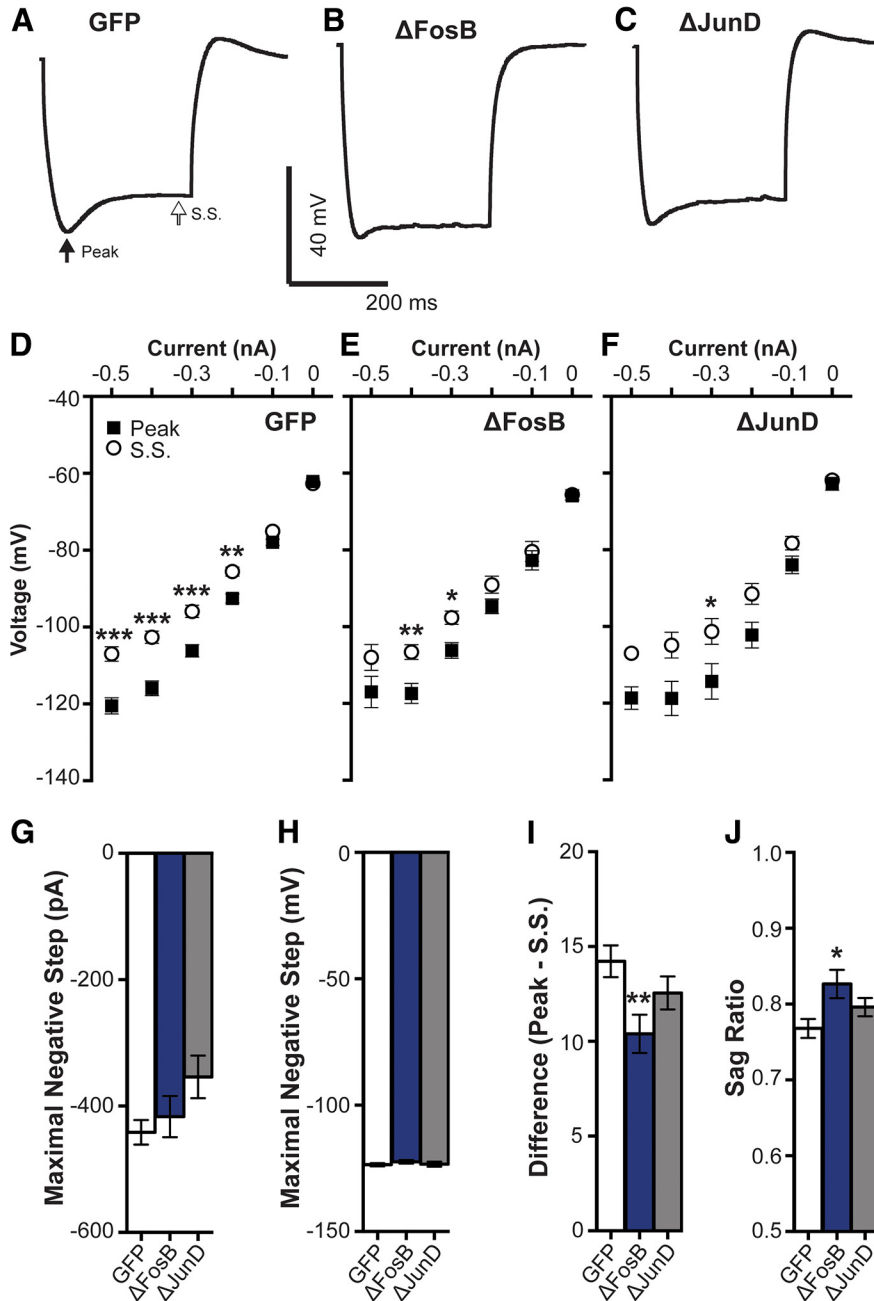 A
GFP
B
ΔFosB
C
ΔJunD
Peak
S.S.
40 mV
200 ms
D
Current (nA)
E
Current (nA)
F
Current (nA)
-0.5 -0.3 -0.1 0
-0.5 -0.3 -0.1 0
-0.5 -0.3 -0.1 0
-40
-60
-80
-100
-120
-140
Voltage (mV)
Peak
S.S.
GFP
ΔFosB
ΔJunD
*** *** *** **
** *
*
G
Maximal Negative Step (pA)
0
-200
-400
-600
GFP
ΔFosB
ΔJunD
H
Maximal Negative Step (mV)
0
-50
-100
-150
GFP
ΔFosB
ΔJunD
I
Difference (Peak - S.S.)
20
15
10
5
0
**
GFP
ΔFosB
ΔJunD
J
Sag Ratio
1.0
0.9
0.8
0.7
0.6
0.5
*
GFP
ΔFosB
ΔJunD